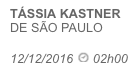 TÁSSIA KASTNER
DE SÃO PAULO
12/12/2016 02h00